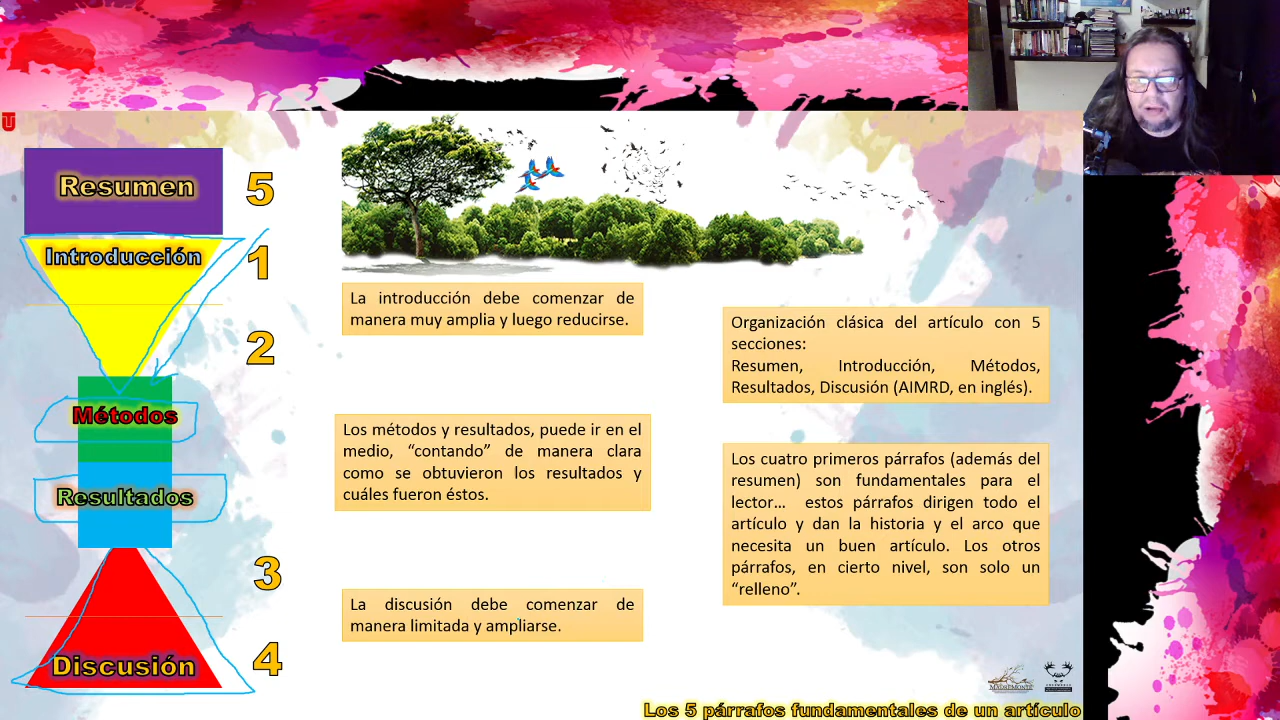 Resumen
5
Introducción
1
2
Métodos
Resultados
3
Discusión
4
La introducción debe comenzar de
manera muy amplia y luego reducirse.
Los métodos y resultados, puede ir en el
medio, “contando” de manera clara
como se obtuvieron los resultados y
cuáles fueron éstos.
La discusión debe comenzar de
manera limitada y ampliarse.
Organización clásica del artículo con 5
secciones:
Resumen, Introducción, Métodos,
Resultados, Discusión (AIMRD, en inglés).
Los cuatro primeros párrafos (además del
resumen) son fundamentales para el
lector... estos párrafos dirigen todo el
artículo y dan la historia y el arco que
necesita un buen artículo. Los otros
párrafos, en cierto nivel, son solo un
“relleno”.
MADREMONTE
Los 5 párrafos fundamentales de un artículo